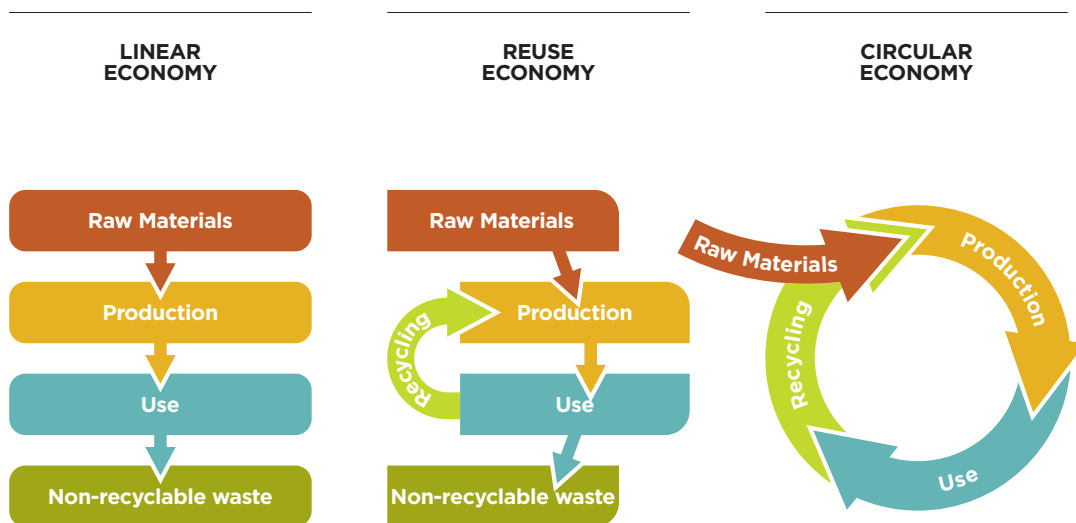 LINEAR
ECONOMY
Raw Materials
Production
Use
Non-recyclable waste
REUSE
ECONOMY
Raw Materials
Production
Recycling
Use
Non-recyclable waste
CIRCULAR
ECONOMY
Raw Materials
Production
Use
Recycling